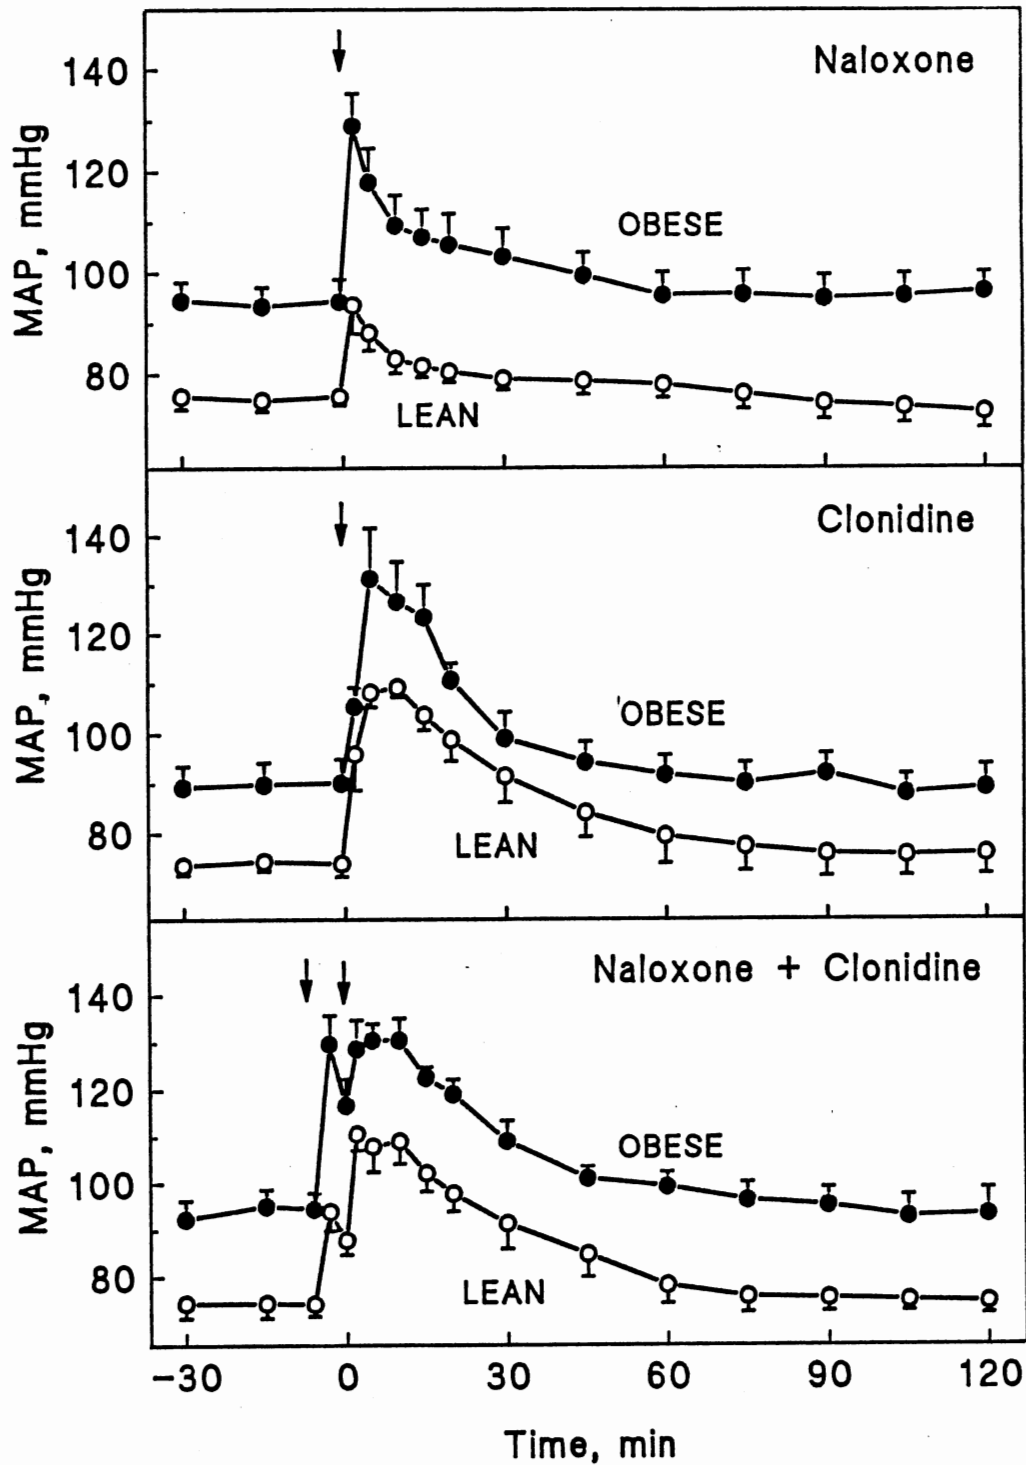 Naloxone
MAP, mmHg
140
120
100
80
OBESE
LEAN
Clonidine
MAP, mmHg
140
120
100
80
OBESE
LEAN
Naloxone + Clonidine
MAP, mmHg
140
120
100
80
OBESE
LEAN
−30 0 30 60 90 120
Time, min